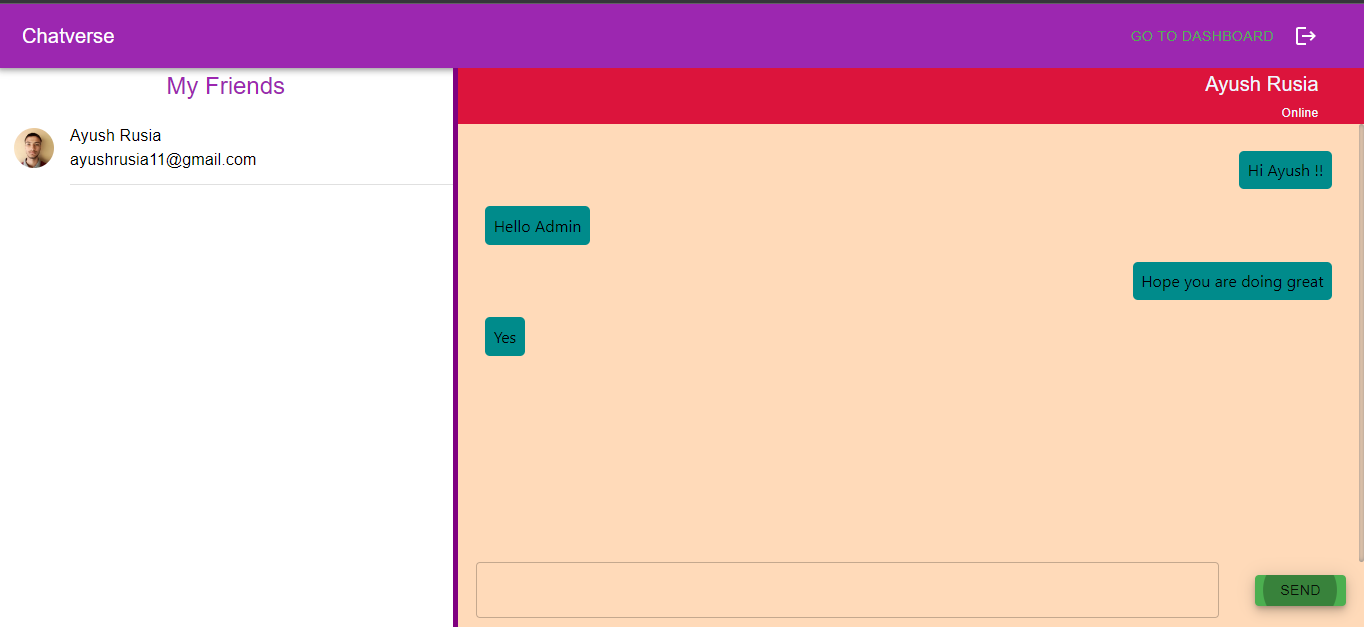 Chatverse
GO TO DASHBOARD
My Friends
Ayush Rusia
ayushrusia11@gmail.com
Ayush Rusia
Online
Hi Ayush !!
Hello Admin
Hope you are doing great
Yes
SEND